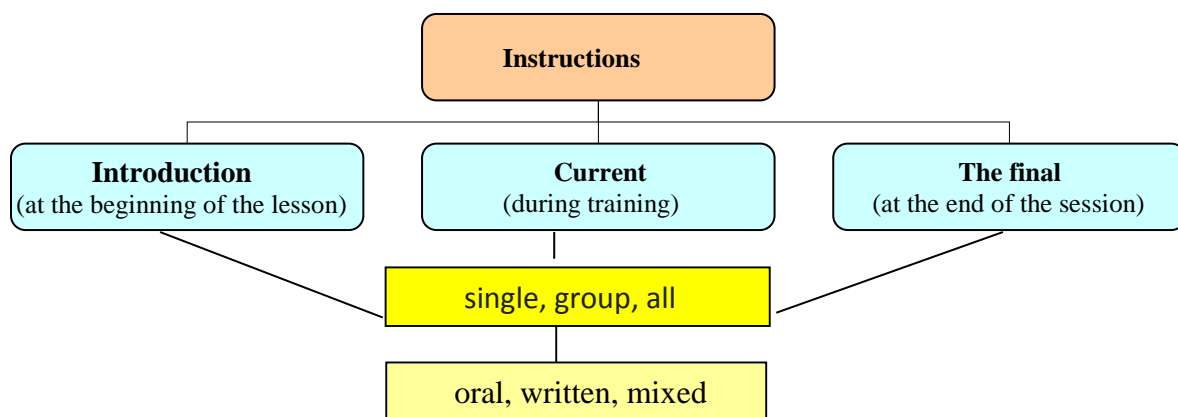 Instructions
Introduction
(at the beginning of the lesson)
Current
(during training)
The final
(at the end of the session)
single, group, all
oral, written, mixed